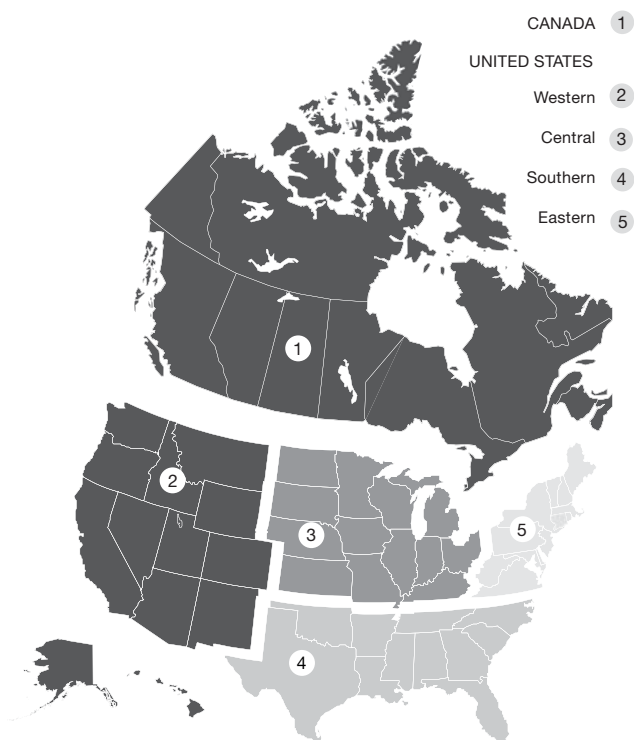 CANADA 1
UNITED STATES
Western 2
Central 3
Southern 4
Eastern 5
1
2
3
5
4